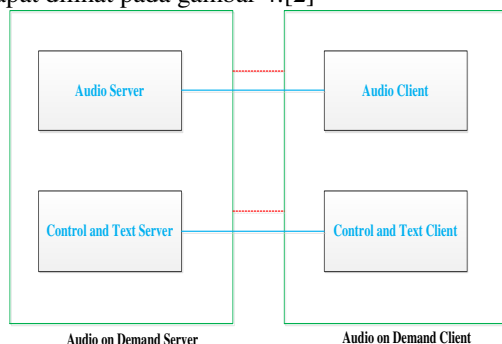 dilihat pada gambar 4.[2]
Audio Server
Audio Client
Control and Text Server
Control and Text Client
Audio on Demand Server
Audio on Demand Client